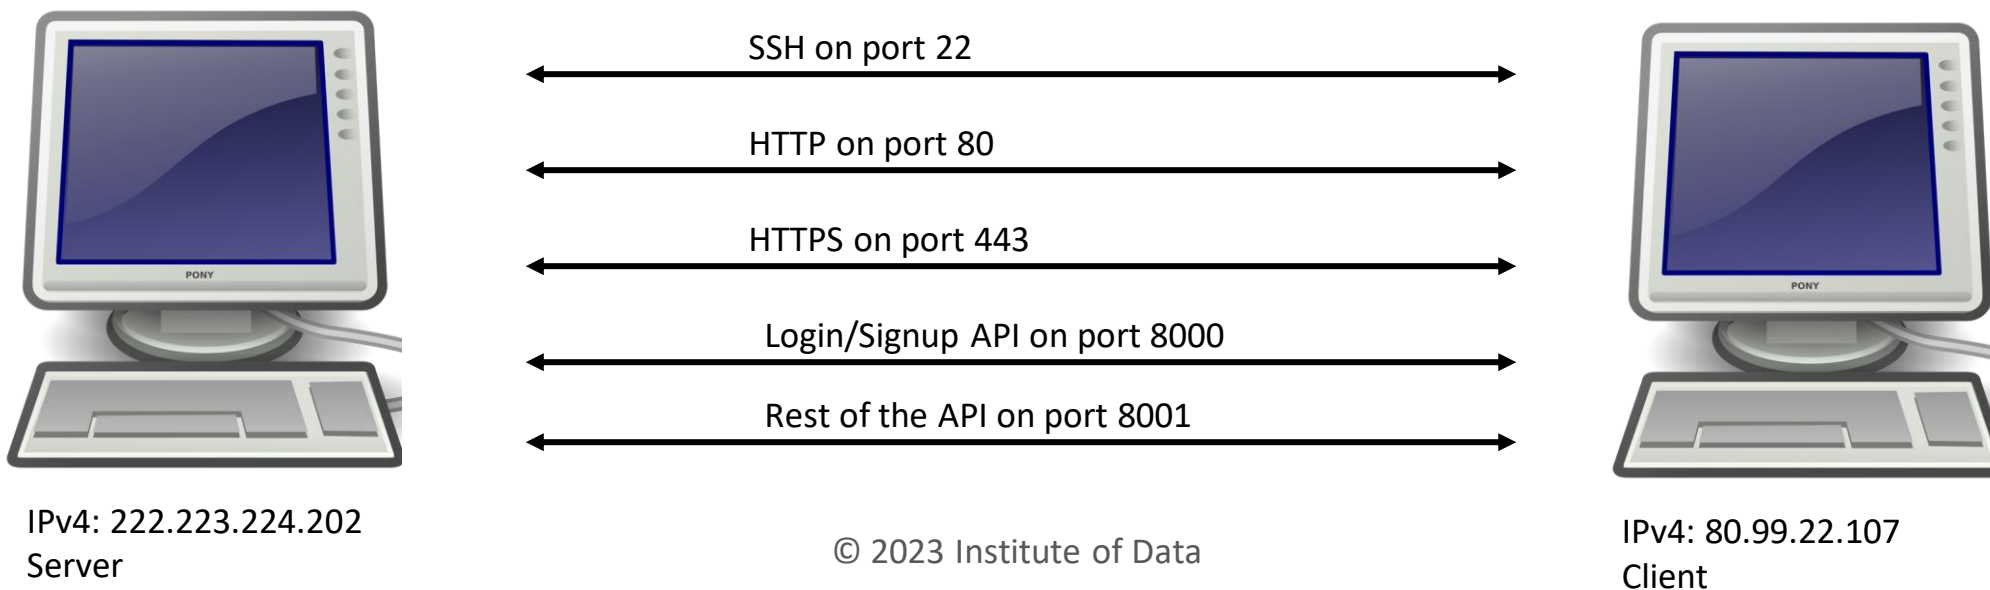 SSH on port 22
HTTP on port 80
HTTPS on port 443
Login/Signup API on port 8000
Rest of the API on port 8001
PONY
PONY
IPv4: 222.223.224.202
Server
© 2023 Institute of Data
IPv4: 80.99.22.107
Client